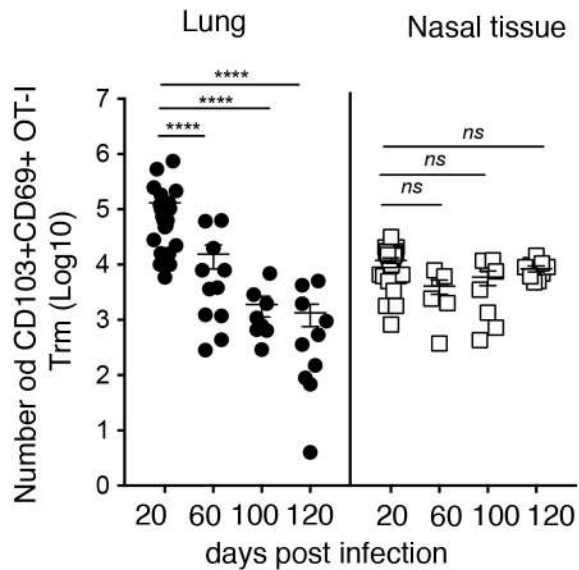 Lung
Nasal tissue
****
****
****
ns
ns
ns
Number od CD103+CD69+ OT-I
Trm (Log10)
7
6
5
4
3
2
1
0
20 60 100 120 20 60 100 120
days post infection